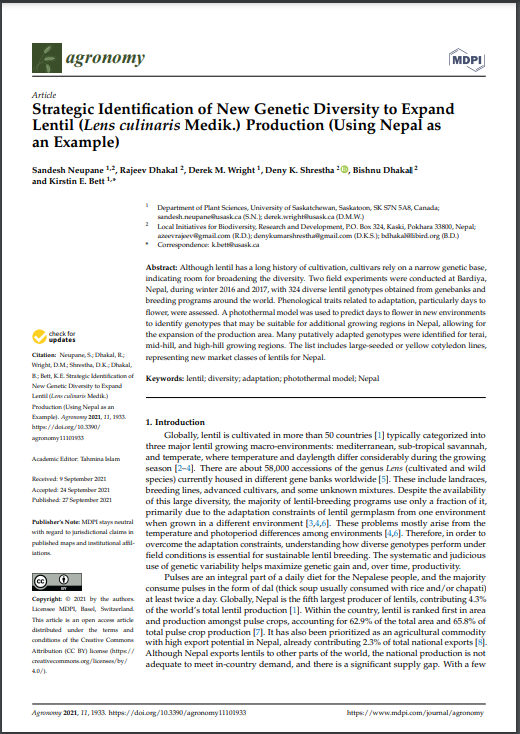 agronomy
MDPI
Article
Strategic Identification of New Genetic Diversity to Expand
Lentil (Lens culinaris Medik.) Production (Using Nepal as
an Example)
Sandesh Neupane 1,2, Rajeev Dhakal 2, Derek M. Wright 1, Deny K. Shrestha 2, Bishnu Dhakal 2
and Kirstin E. Bett 1,*
1 Department of Plant Sciences, University of Saskatchewan, Saskatoon, SK S7N 5A8, Canada;
sandesh.neupane@usask.ca (S.N.); derek.wright@usask.ca (D.M.W.)
2 Local Initiatives for Biodiversity, Research and Development, P.O. Box 324, Kaski, Pokhara 33800, Nepal;
azeezrajeev@gmail.com (R.D.); denykumarshrestha@gmail.com (D.K.S.); bdhakal@libird.org (B.D.)
* Correspondence: k.bett@usask.ca
Abstract: Although lentil has a long history of cultivation, cultivars rely on a narrow genetic base,
indicating room for broadening the diversity. Two field experiments were conducted at Bardiya,
Nepal, during winter 2016 and 2017, with 324 diverse lentil genotypes obtained from genebanks and
breeding programs around the world. Phenological traits related to adaptation, particularly days to
flower, were assessed. A photothermal model was used to predict days to flower in new environments
to identify genotypes that may be suitable for additional growing regions in Nepal, allowing for
the expansion of the production area. Many putatively adapted genotypes were identified for terai,
mid-hill, and high-hill growing regions. The list includes large-seeded or yellow cotyledon lines,
representing new market classes of lentils for Nepal.
Keywords: lentil; diversity; adaptation; photothermal model; Nepal
check for
updates
Citation: Neupane, S.; Dhakal, R.;
Wright, D.M.; Shrestha, D.K.; Dhakal,
B.; Bett, K.E. Strategic Identification of
New Genetic Diversity to Expand
Lentil (Lens culinaris Medik.)
Production (Using Nepal as an
Example). Agronomy 2021, 11, 1933.
https://doi.org/10.3390/
agronomy11101933
Academic Editor: Tahmina Islam
Received: 9 September 2021
Accepted: 24 September 2021
Published: 27 September 2021
Publisher's Note: MDPI stays neutral
with regard to jurisdictional claims in
published maps and institutional affil-
iations.
cc BY
Copyright: © 2021 by the authors.
Licensee MDPI, Basel, Switzerland.
This article is an open access article
distributed under the terms and
conditions of the Creative Commons
Attribution (CC BY) license (https://
creativecommons.org/licenses/by/
4.0/).
1. Introduction
Globally, lentil is cultivated in more than 50 countries [1] typically categorized into
three major lentil growing macro-environments: mediterranean, sub-tropical savannah,
and temperate, where temperature and daylength differ considerably during the growing
season [2–4]. There are about 58,000 accessions of the genus Lens (cultivated and wild
species) currently housed in different gene banks worldwide [5]. These include landraces,
breeding lines, advanced cultivars, and some unknown mixtures. Despite the availability
of this large diversity, the majority of lentil-breeding programs use only a fraction of it,
primarily due to the adaptation constraints of lentil germplasm from one environment
when grown in a different environment [3,4,6]. These problems mostly arise from the
temperature and photoperiod differences among environments [4,6]. Therefore, in order to
overcome the adaptation constraints, understanding how diverse genotypes perform under
field conditions is essential for sustainable lentil breeding. The systematic and judicious
use of genetic variability helps maximize genetic gain and, over time, productivity.
Pulses are an integral part of a daily diet for the Nepalese people, and the majority
consume pulses in the form of dal (thick soup usually consumed with rice and/or chapati)
at least twice a day. Globally, Nepal is the fifth largest producer of lentils, contributing 4.3%
of the world's total lentil production [1]. Within the country, lentil is ranked first in area
and production amongst pulse crops, accounting for 62.9% of the total area and 65.8% of
total pulse crop production [7]. It has also been prioritized as an agricultural commodity
with high export potential in Nepal, already contributing 2.3% of total national exports [8].
Although Nepal exports lentils to other parts of the world, the national production is not
adequate to meet in-country demand, and there is a significant supply gap. With a few
Agronomy 2021, 11, 1933. https://doi.org/10.3390/agronomy11101933
https://www.mdpi.com/journal/agronomy